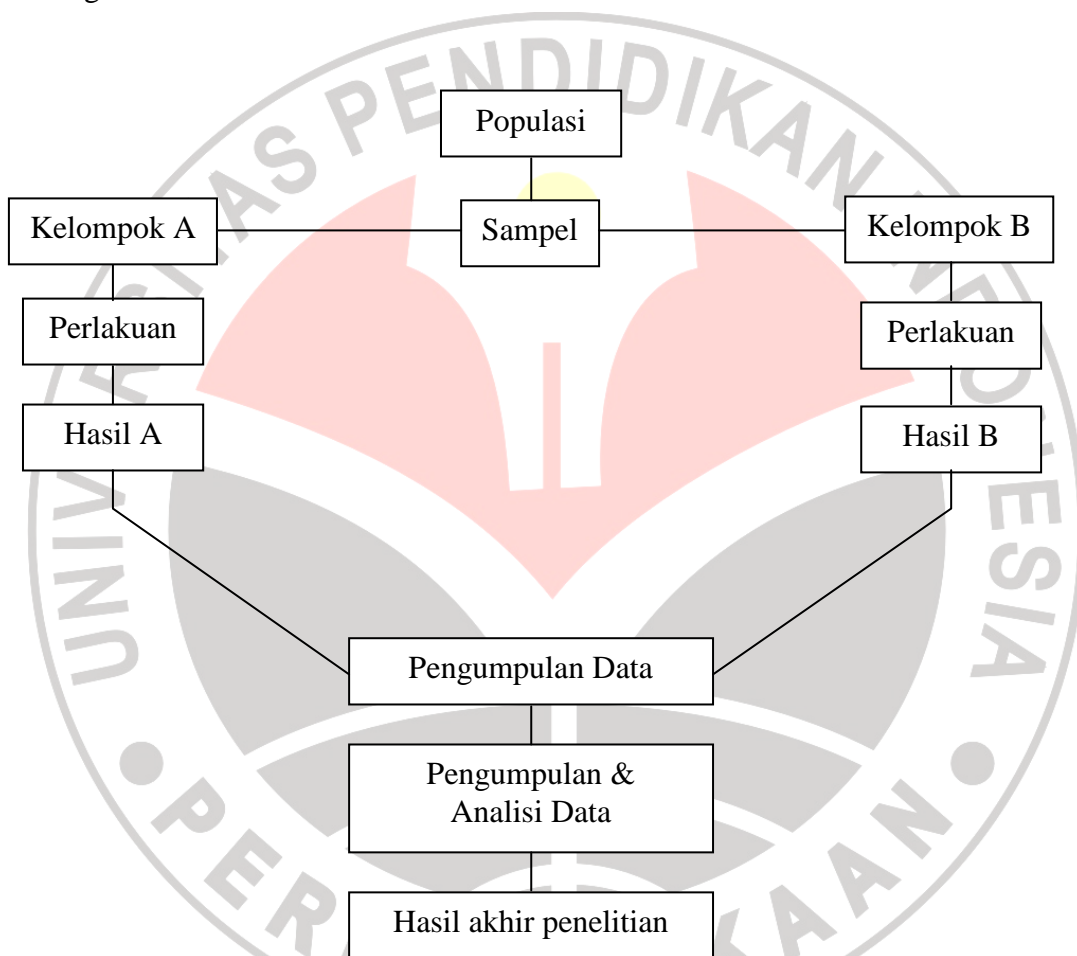 Populasi
Kelompok A
Sampel
Kelompok B
Perlakuan
Perlakuan
Hasil A
Hasil B
Pengumpulan Data
Pengumpulan &
Analisi Data
Hasil akhir penelitian